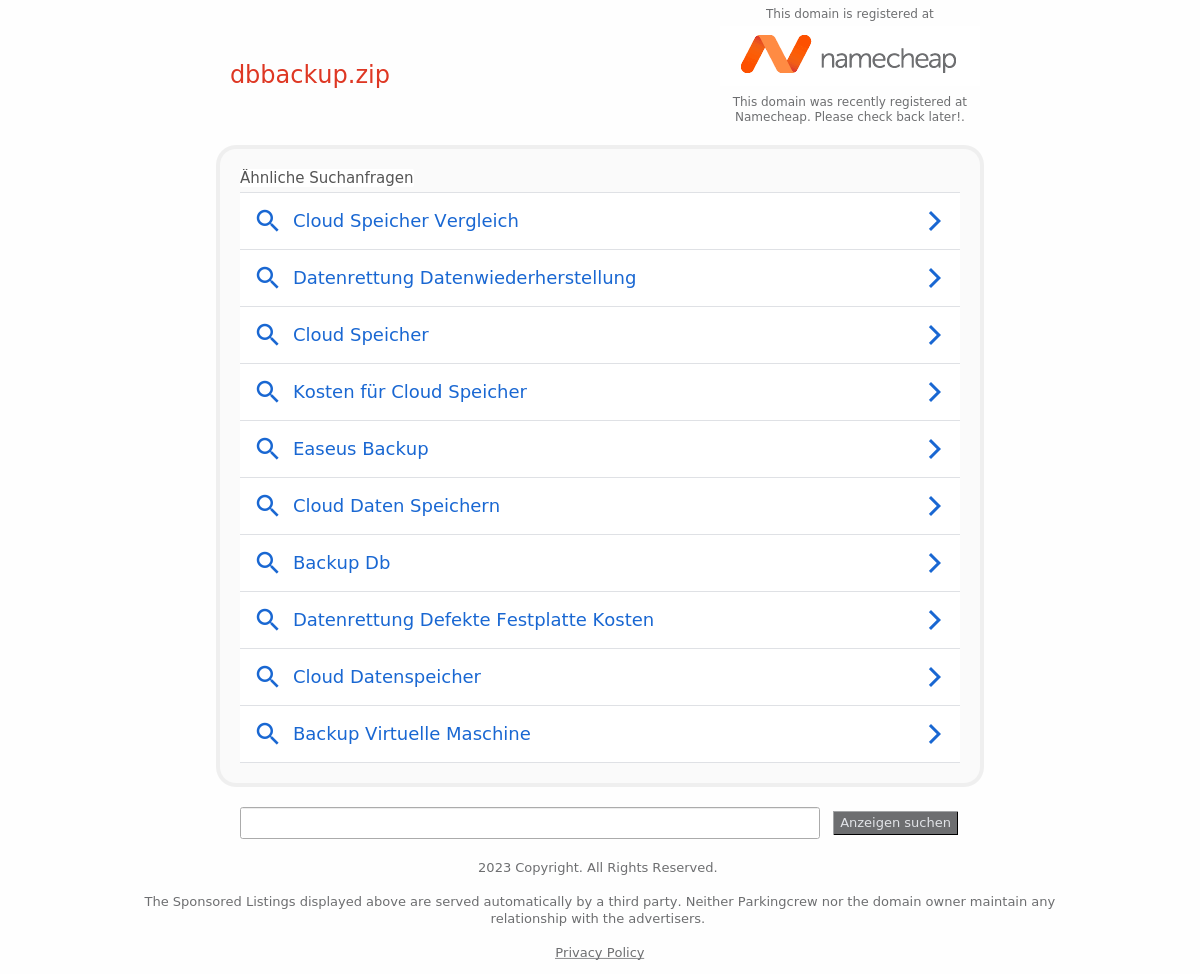 This domain is registered at
namecheap
dbbackup.zip
This domain was recently registered at
Namecheap. Please check back later!.
Ähnliche Suchanfragen
Cloud Speicher Vergleich
Datenrettung Datenwiederherstellung
Cloud Speicher
Kosten für Cloud Speicher
Easeus Backup
Cloud Daten Speichern
Backup Db
Datenrettung Defekte Festplatte Kosten
Cloud Datenspeicher
Backup Virtuelle Maschine
Anzeigen suchen
2023 Copyright. All Rights Reserved.
The Sponsored Listings displayed above are served automatically by a third party. Neither Parkingcrew nor the domain owner maintain any
relationship with the advertisers.
Privacy Policy